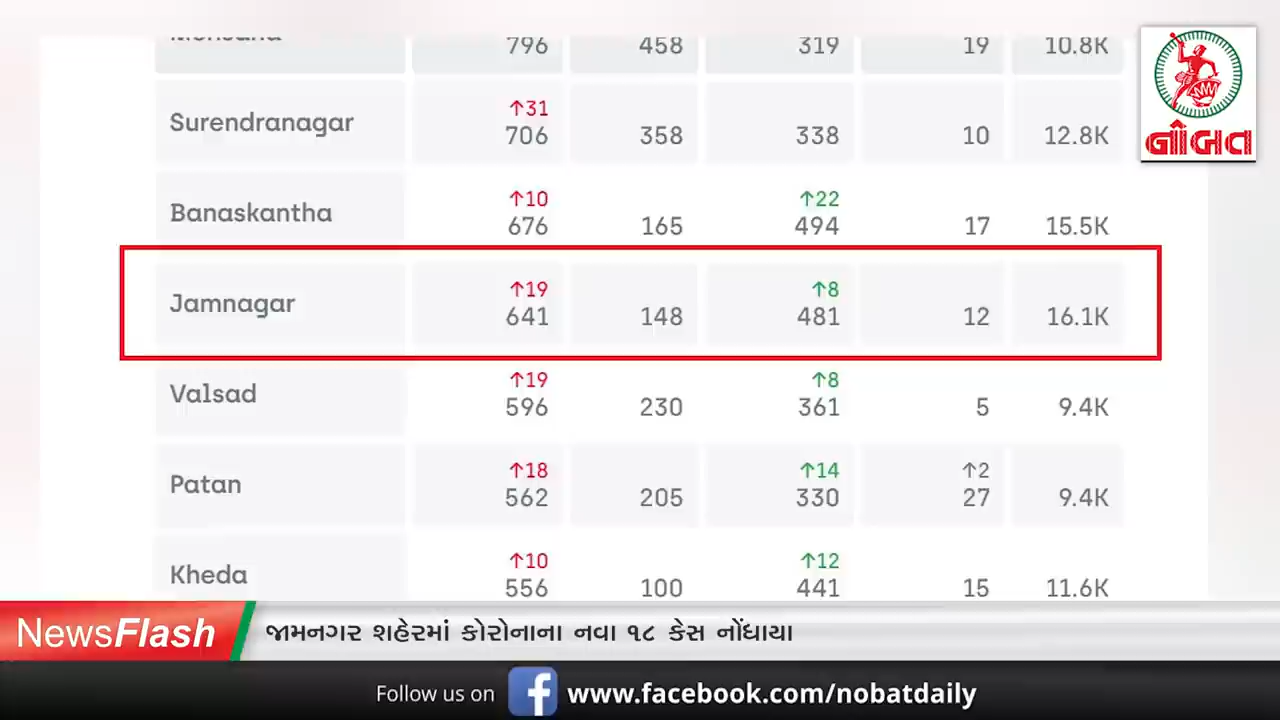 796 458 319 19 10.8K
↑31
Surendranagar 706 358 338 10 12.8K
↑10 ↑22
Banaskantha 676 165 494 17 15.5K
↑19 ↑8
Jamnagar 641 148 481 12 16.1K
↑19 ↑8
Valsad 596 230 361 5 9.4K
↑18 ↑14 ↑2
Patan 562 205 330 27 9.4K
↑10 ↑12
Kheda 556 100 441 15 11.6K
નોબત
NewsFlash જામનગર શહેરમાં કોરોનાના નવા ૧૮ કેસ નોંધાયા
Follow us on f www.facebook.com/nobatdaily